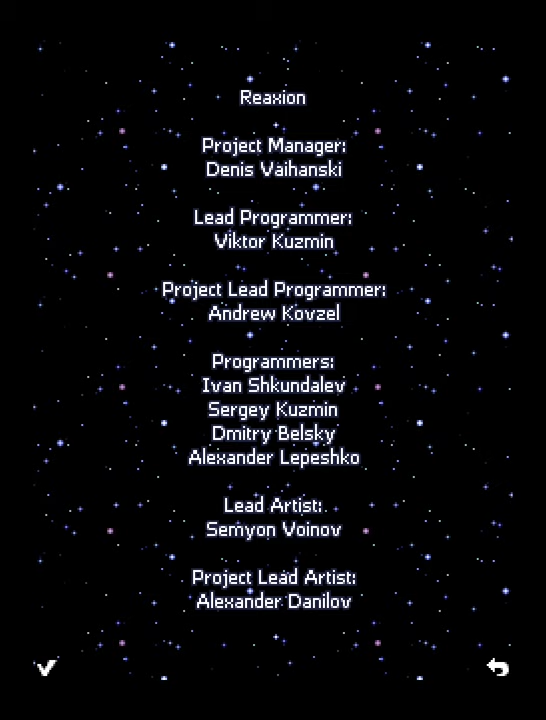 Reaxion
Project Manager:
Denis Vaihanski
Lead Programmer:
Viktor Kuzmin
Project Lead Programmer:
Andrew Kovzel
Programmers:
Ivan Shkundalev
Sergey Kuzmin
Dmitry Belsky
Alexander Lepeshko
Lead Artist:
Semyon Voinov
Project Lead Artist:
Alexander Danilov